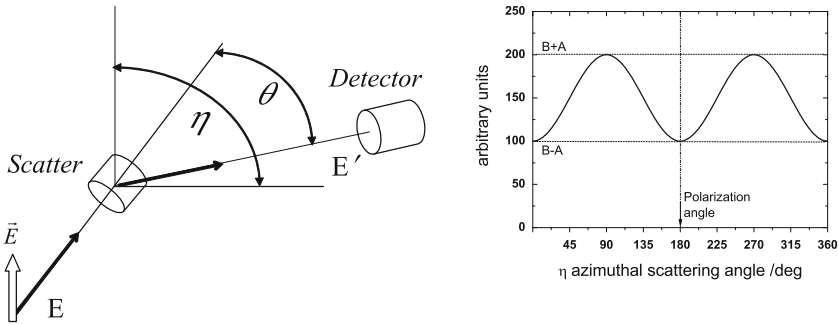 Detector
θ
η
E′
Scatter
E⃗
E
250
200
150
100
50
0
arbitrary units
B+A
B-A
Polarization
angle
45 90 135 180 225 270 315 360
η azimuthal scattering angle /deg